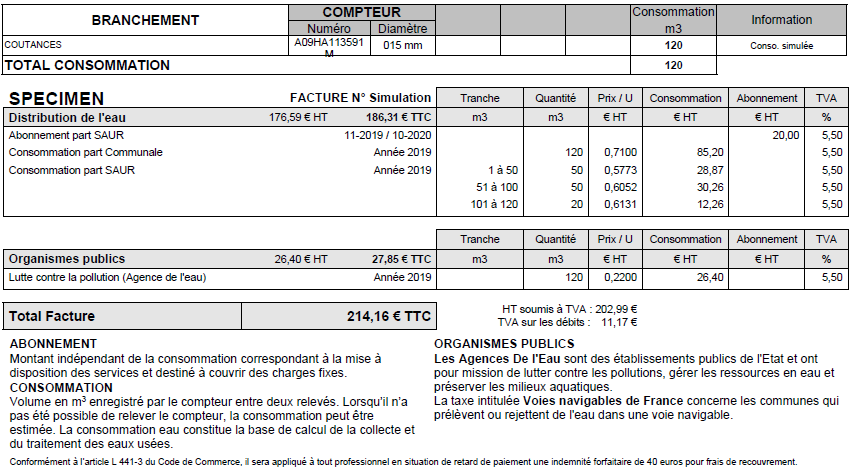 BRANCHEMENT COMPTEUR Consommation Information
Numéro Diamètre m3
COUTANCES A09HA113591 015 mm 120 Conso. simulée
M
TOTAL CONSOMMATION 120
SPECIMEN FACTURE N° Simulation Tranche Quantité Prix / U Consommation Abonnement TVA
Distribution de l'eau 176,59 € HT 186,31 € TTC m3 m3 € HT € HT € HT %
Abonnement part SAUR 11-2019 / 10-2020 20,00 5,50
Consommation part Communale Année 2019 120 0,7100 85,20 5,50
Consommation part SAUR Année 2019 1 à 50 50 0,5773 28,87 5,50
51 à 100 50 0,6052 30,26 5,50
101 à 120 20 0,6131 12,26 5,50
Tranche Quantité Prix / U Consommation Abonnement TVA
Organismes publics 26,40 € HT 27,85 € TTC m3 m3 € HT € HT € HT %
Lutte contre la pollution (Agence de l'eau) Année 2019 120 0,2200 26,40 5,50
Total Facture 214,16 € TTC
HT soumis à TVA : 202,99 €
TVA sur les débits : 11,17 €
ABONNEMENT
Montant indépendant de la consommation correspondant à la mise à
disposition des services et destiné à couvrir des charges fixes.
CONSOMMATION
Volume en m³ enregistré par le compteur entre deux relevés. Lorsqu'il n'a
pas été possible de relever le compteur, la consommation peut être
estimée. La consommation eau constitue la base de calcul de la collecte et
du traitement des eaux usées.
ORGANISMES PUBLICS
Les Agences De l'Eau sont des établissements publics de l'Etat et ont
pour mission de lutter contre les pollutions, gérer les ressources en eau et
préserver les milieux aquatiques.
La taxe intitulée Voies navigables de France concerne les communes qui
prélèvent ou rejettent de l'eau dans une voie navigable.
Conformément à l'article L 441-3 du Code de Commerce, il sera appliqué à tout professionnel en situation de retard de paiement une indemnité forfaitaire de 40 euros pour frais de recouvrement.